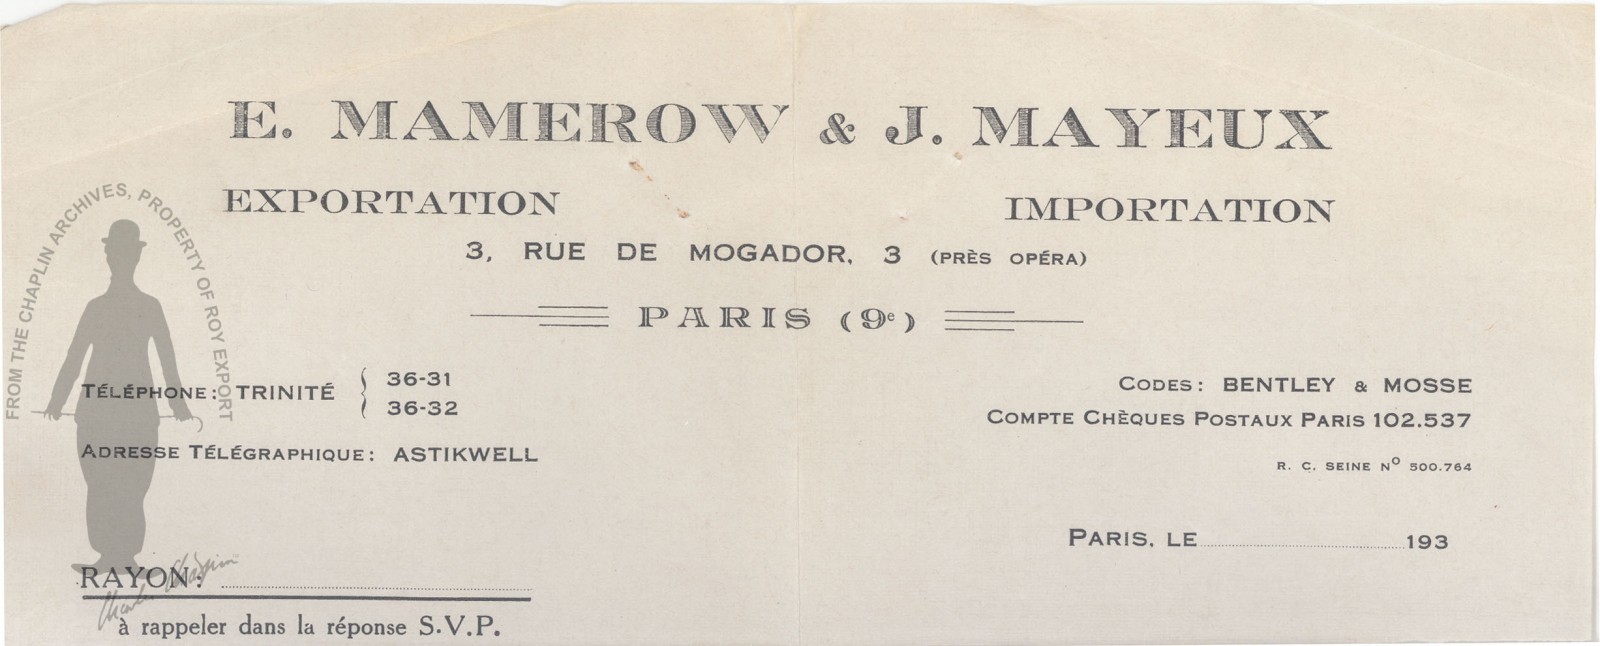 E. MAMEROW & J. MAYEUX
EXPORTATION IMPORTATION
3, RUE DE MOGADOR, 3 (PRÈS OPÉRA)
PARIS (9e)
FROM THE CHAPLIN ARCHIVES, PROPERTY OF ROY EXPORT
TÉLÉPHONE: TRINITÉ { 36-31
36-32
ADRESSE TÉLÉGRAPHIQUE: ASTIKWELL
CODES: BENTLEY & MOSSE
COMPTE CHÈQUES POSTAUX PARIS 102.537
R. C. SEINE No 500.764
PARIS, LE 193
RAYON:
Charles Chaplin
à rappeler dans la réponse S.V.P.